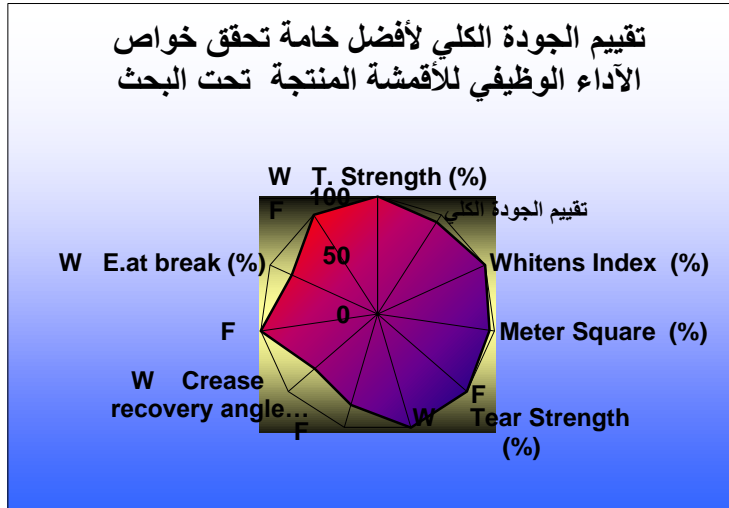 تقييم الجودة الكلي لأفضل خامة تحقق خواص
الآداء الوظيفي للأقمشة المنتجة تحت البحث
W T. Strength (%)
100
F
تقييم الجودة الكلي
W E.at break (%)
50
Whitens Index (%)
0
F
Meter Square (%)
W Crease
recovery angle…
F
F
W Tear Strength
(%)